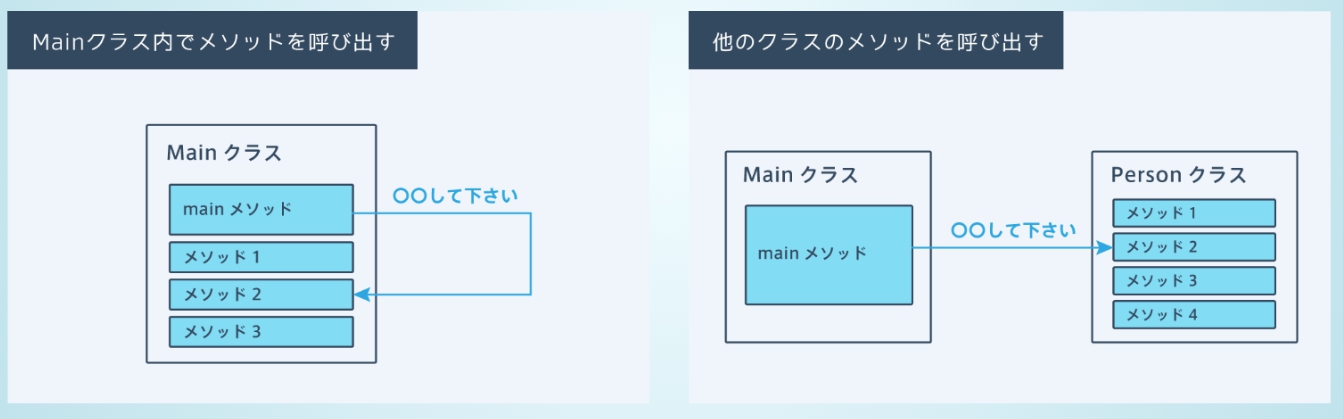 Mainクラス内でメソッドを呼び出す
Main クラス
main メソッド
〇〇して下さい
メソッド 1
メソッド 2
メソッド 3
他のクラスのメソッドを呼び出す
Main クラス
main メソッド
〇〇して下さい
Person クラス
メソッド 1
メソッド 2
メソッド 3
メソッド 4